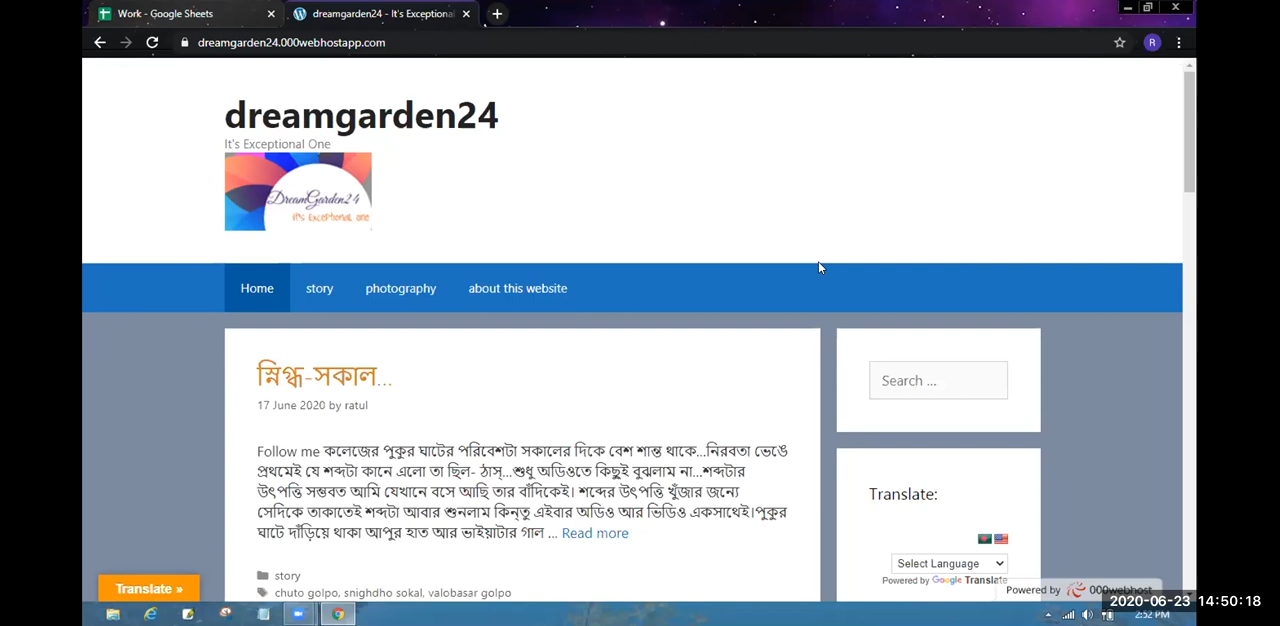 Work - Google Sheets
dreamgarden24 - It's Exceptional
dreamgarden24.000webhostapp.com
R
dreamgarden24
It's Exceptional One
DreamGarden24
it's Exceptional one
Home story photography about this website
স্নিগ্ধ-সকাল...
17 June 2020 by ratul
Follow me কলেজের পুকুর ঘাটের পরিবেশটা সকালের দিকে বেশ শান্ত থাকে...নিরবতা ভেঙে
প্রথমেই যে শব্দটা কানে এলো তা ছিল- ঠাস্...শুধু অডিওতে কিছুই বুঝলাম না...শব্দটার
উৎপত্তি সম্ভবত আমি যেখানে বসে আছি তার বাঁদিকেই। শব্দের উৎপত্তি খুঁজার জন্যে
সেদিকে তাকাতেই শব্দটা আবার শুনলাম কিন্তু এইবার অডিও আর ভিডিও একসাথেই।পুকুর
ঘাটে দাঁড়িয়ে থাকা আপুর হাত আর ভাইয়াটার গাল ... Read more
story
chuto golpo, snighdho sokal, valobasar golpo
Search ...
Translate:
Select Language
Powered by Google Translate
Translate »
Powered by 000webhost
2020-06-23 14:50:18
2:52 PM